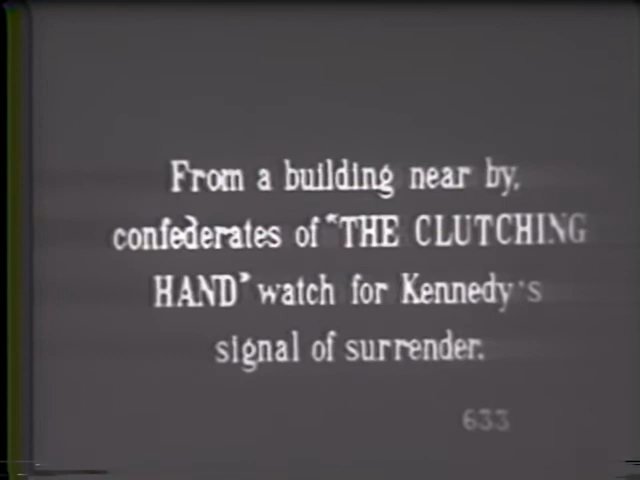 From a building near by,
confederates of "THE CLUTCHING
HAND" watch for Kennedy's
signal of surrender.
633